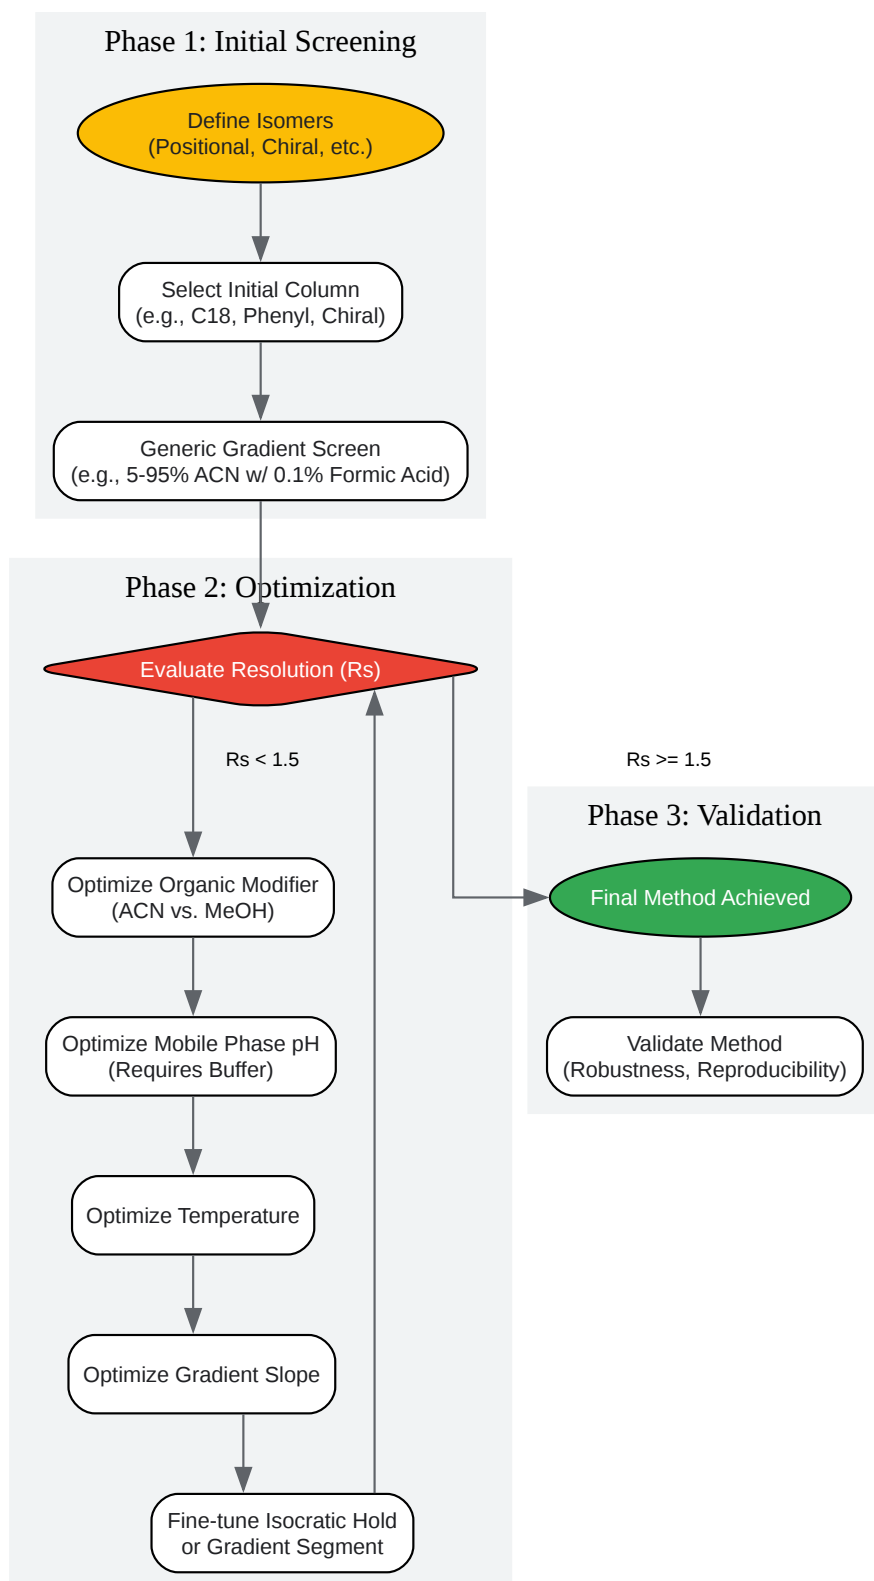 Phase 1: Initial Screening
Define Isomers
(Positional, Chiral, etc.)
Select Initial Column
(e.g., C18, Phenyl, Chiral)
Generic Gradient Screen
(e.g., 5-95% ACN w/ 0.1% Formic Acid)
Phase 2: Optimization
Evaluate Resolution (Rs)
Rs < 1.5
Rs >= 1.5
Phase 3: Validation
Optimize Organic Modifier
(ACN vs. MeOH)
Final Method Achieved
Optimize Mobile Phase pH
(Requires Buffer)
Validate Method
(Robustness, Reproducibility)
Optimize Temperature
Optimize Gradient Slope
Fine-tune Isocratic Hold
or Gradient Segment